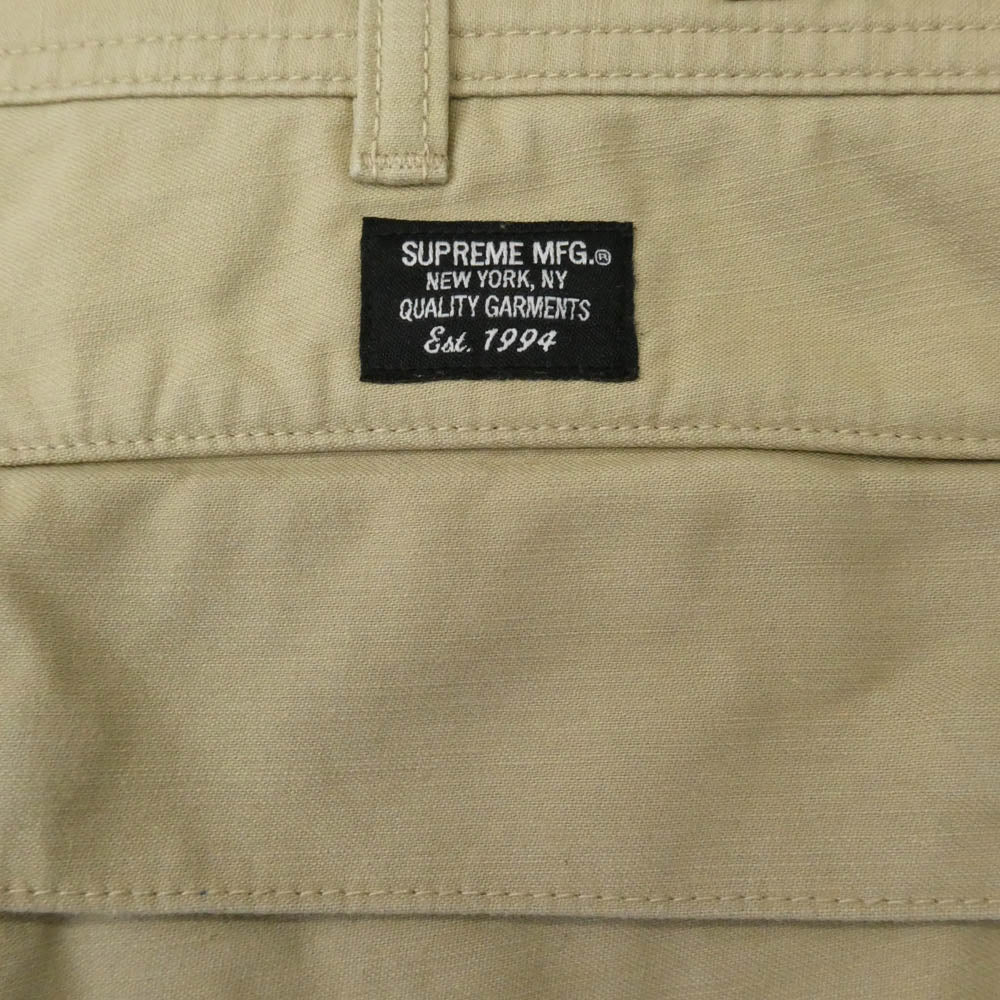 SUPREME MFG.®
NEW YORK, NY
QUALITY GARMENTS
Est. 1994